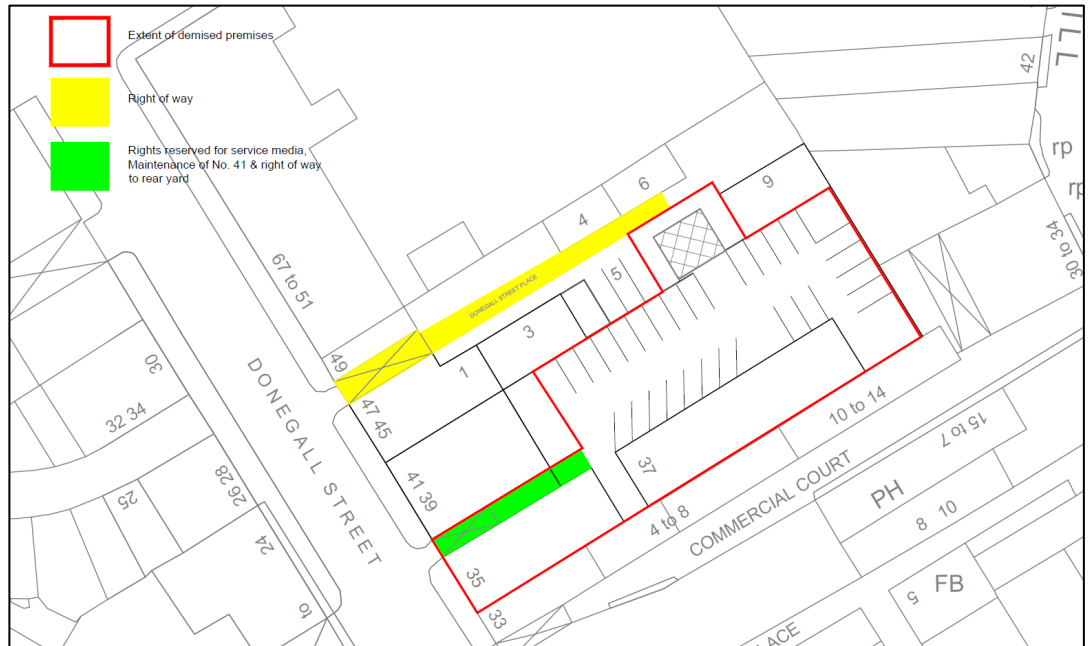 Extent of demised premises
Right of way
Rights reserved for service media,
Maintenance of No. 41 & right of way
to rear yard
42
rp
rp
30 to 34
6
9
4
5
DONEGALL STREET PLACE
3
1
67 to 51
49
47 45
41 39
30
32 34
DONEGALL STREET
26 28
25
24
to
37
10 to 14
15 to 7
COMMERCIAL COURT
4 to 8
PH
8 10
35
33
FB
5
LACE